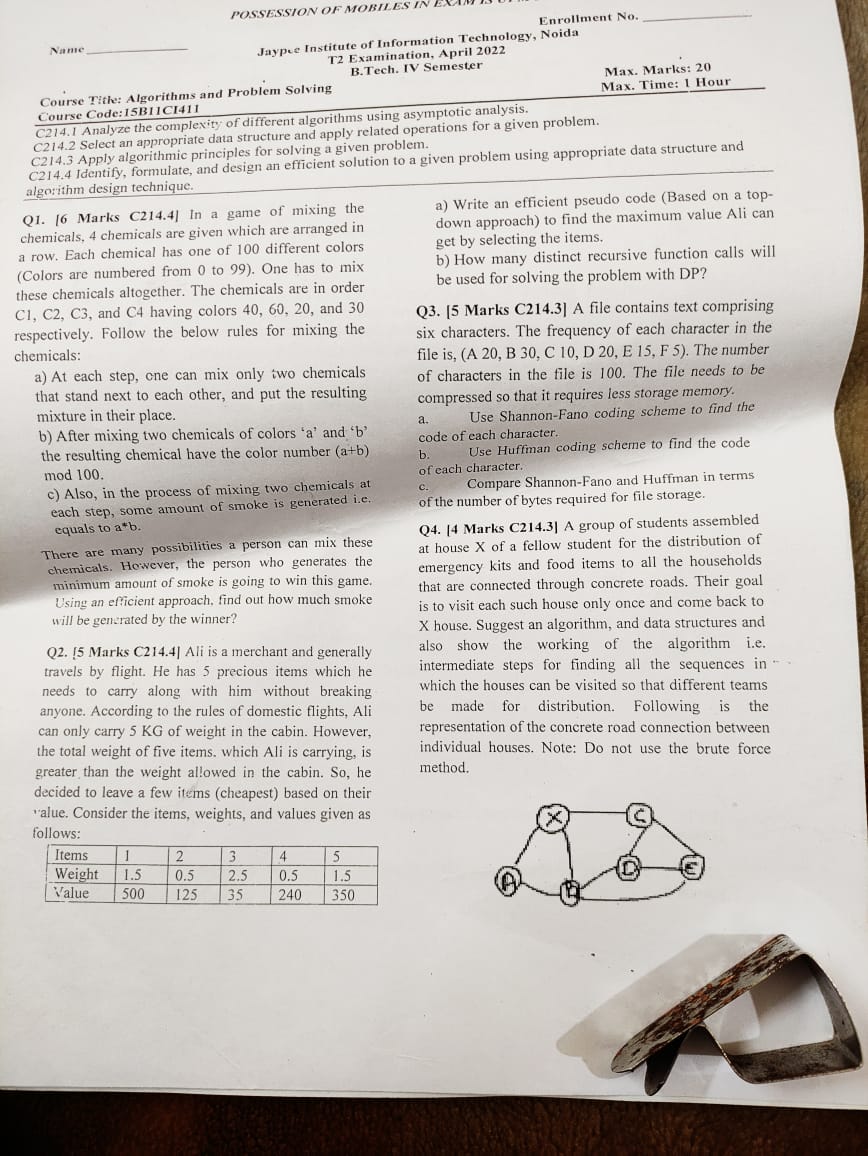 POSSESSION OF MOBILES IN EXAM IS
Enrollment No.
Name
Jaypee Institute of Information Technology, Noida
T2 Examination, April 2022
B.Tech. IV Semester
Course Title: Algorithms and Problem Solving
Max. Marks: 20
Course Code:15B11CI411
Max. Time: 1 Hour
C214.1 Analyze the complexity of different algorithms using asymptotic analysis.
C214.2 Select an appropriate data structure and apply related operations for a given problem.
C214.3 Apply algorithmic principles for solving a given problem.
C214.4 Identify, formulate, and design an efficient solution to a given problem using appropriate data structure and
algorithm design technique.
Q1. [6 Marks C214.4] In a game of mixing the
chemicals, 4 chemicals are given which are arranged in
a row. Each chemical has one of 100 different colors
(Colors are numbered from 0 to 99). One has to mix
these chemicals altogether. The chemicals are in order
C1, C2, C3, and C4 having colors 40, 60, 20, and 30
respectively. Follow the below rules for mixing the
chemicals:
a) At each step, one can mix only two chemicals
that stand next to each other, and put the resulting
mixture in their place.
b) After mixing two chemicals of colors 'a' and 'b'
the resulting chemical have the color number (a+b)
mod 100.
c) Also, in the process of mixing two chemicals at
each step, some amount of smoke is generated i.e.
equals to a*b.
There are many possibilities a person can mix these
chemicals. However, the person who generates the
minimum amount of smoke is going to win this game.
Using an efficient approach, find out how much smoke
will be generated by the winner?
Q2. [5 Marks C214.4] Ali is a merchant and generally
travels by flight. He has 5 precious items which he
needs to carry along with him without breaking
anyone. According to the rules of domestic flights, Ali
can only carry 5 KG of weight in the cabin. However,
the total weight of five items. which Ali is carrying, is
greater than the weight allowed in the cabin. So, he
decided to leave a few items (cheapest) based on their
value. Consider the items, weights, and values given as
follows:
Items 1 2 3 4 5
Weight 1.5 0.5 2.5 0.5 1.5
Value 500 125 35 240 350
a) Write an efficient pseudo code (Based on a top-
down approach) to find the maximum value Ali can
get by selecting the items.
b) How many distinct recursive function calls will
be used for solving the problem with DP?
Q3. [5 Marks C214.3] A file contains text comprising
six characters. The frequency of each character in the
file is, (A 20, B 30, C 10, D 20, E 15, F 5). The number
of characters in the file is 100. The file needs to be
compressed so that it requires less storage memory.
a. Use Shannon-Fano coding scheme to find the
code of each character.
b. Use Huffman coding scheme to find the code
of each character.
c. Compare Shannon-Fano and Huffman in terms
of the number of bytes required for file storage.
Q4. [4 Marks C214.3] A group of students assembled
at house X of a fellow student for the distribution of
emergency kits and food items to all the households
that are connected through concrete roads. Their goal
is to visit each such house only once and come back to
X house. Suggest an algorithm, and data structures and
also show the working of the algorithm i.e.
intermediate steps for finding all the sequences in
which the houses can be visited so that different teams
be made for distribution. Following is the
representation of the concrete road connection between
individual houses. Note: Do not use the brute force
method.
X
C
A
D
E